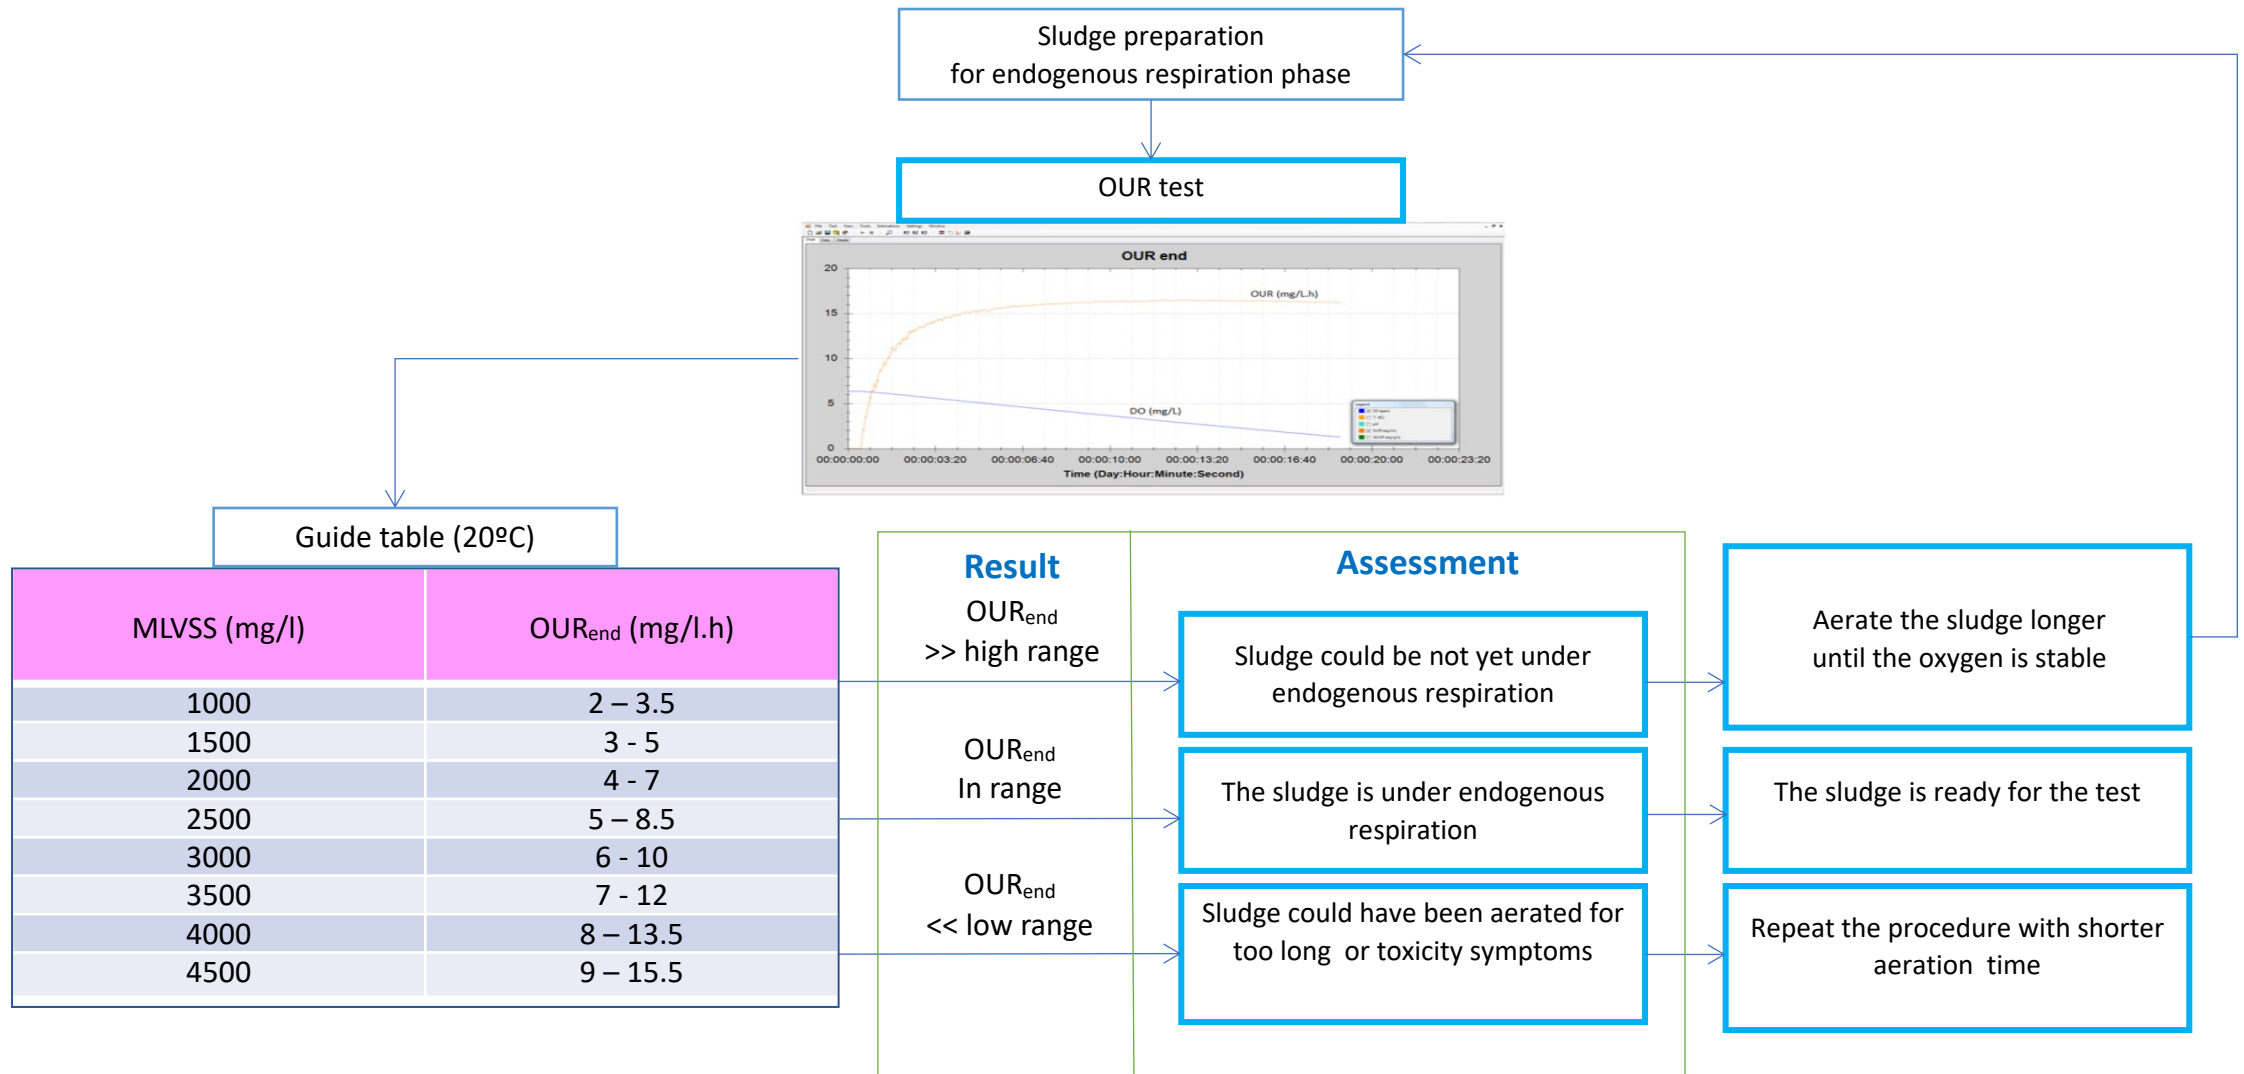 Sludge preparation
for endogenous respiration phase
OUR test
File Test View Tools Estimations Settings Window
OUR end
20
15
10
5
0
OUR (mg/L.h)
DO (mg/L)
00:00:00:00 00:00:03:20 00:00:06:40 00:00:10:00 00:00:13:20 00:00:16:40 00:00:20:00 00:00:23:20
Time (Day:Hour:Minute:Second)
Guide table (20ºC)
MLVSS (mg/l) OURend (mg/l.h)
1000 2 – 3.5
1500 3 - 5
2000 4 - 7
2500 5 – 8.5
3000 6 - 10
3500 7 - 12
4000 8 – 13.5
4500 9 – 15.5
Result
OURend
>> high range
OURend
In range
OURend
<< low range
Assessment
Sludge could be not yet under
endogenous respiration
The sludge is under endogenous
respiration
Sludge could have been aerated for
too long or toxicity symptoms
Aerate the sludge longer
until the oxygen is stable
The sludge is ready for the test
Repeat the procedure with shorter
aeration time